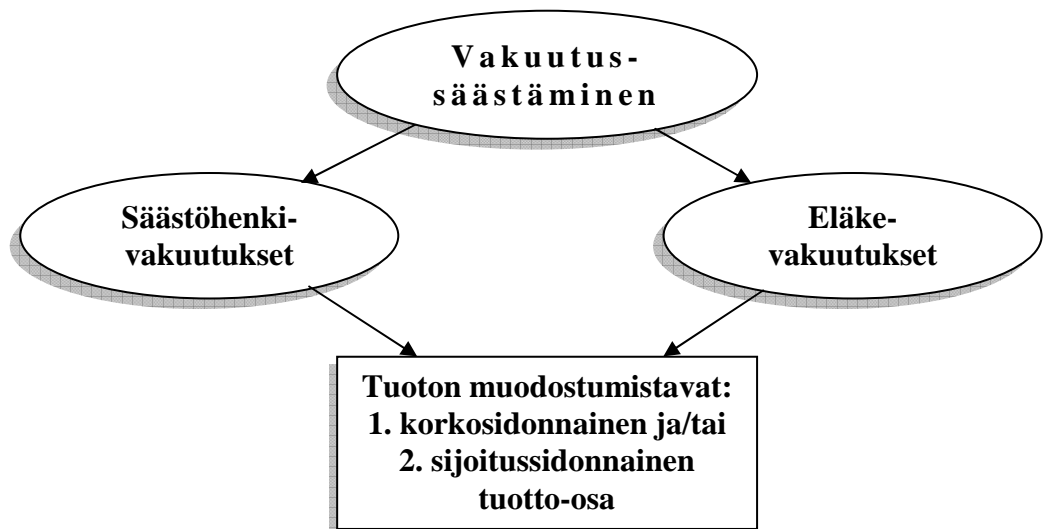 Vakuutus-
säästäminen
Säästöhenki-
vakuutukset
Eläke-
vakuutukset
Tuoton muodostumistavat:
1. korkosidonnainen ja/tai
2. sijoitussidonnainen
tuotto-osa